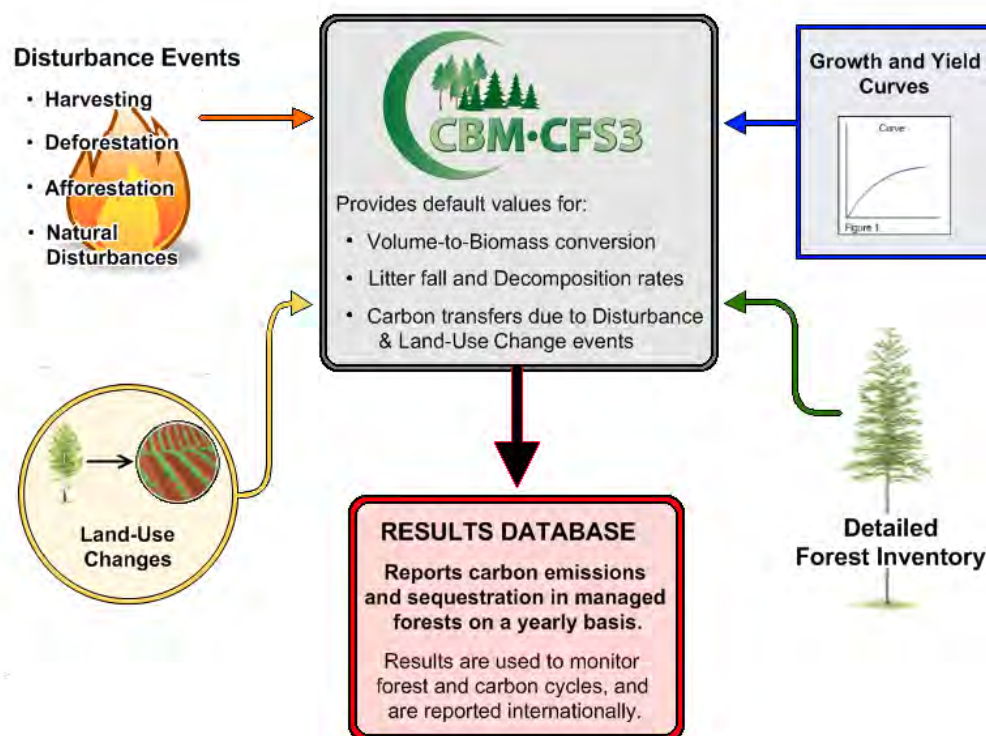 Disturbance Events
• Harvesting
• Deforestation
• Afforestation
• Natural
Disturbances
CBM•CFS3
Provides default values for:
• Volume-to-Biomass conversion
• Litter fall and Decomposition rates
• Carbon transfers due to Disturbance
& Land-Use Change events
Growth and Yield
Curves
Curve
Figure 1
Land-Use
Changes
RESULTS DATABASE
Reports carbon emissions
and sequestration in managed
forests on a yearly basis.
Results are used to monitor
forest and carbon cycles, and
are reported internationally.
Detailed
Forest Inventory